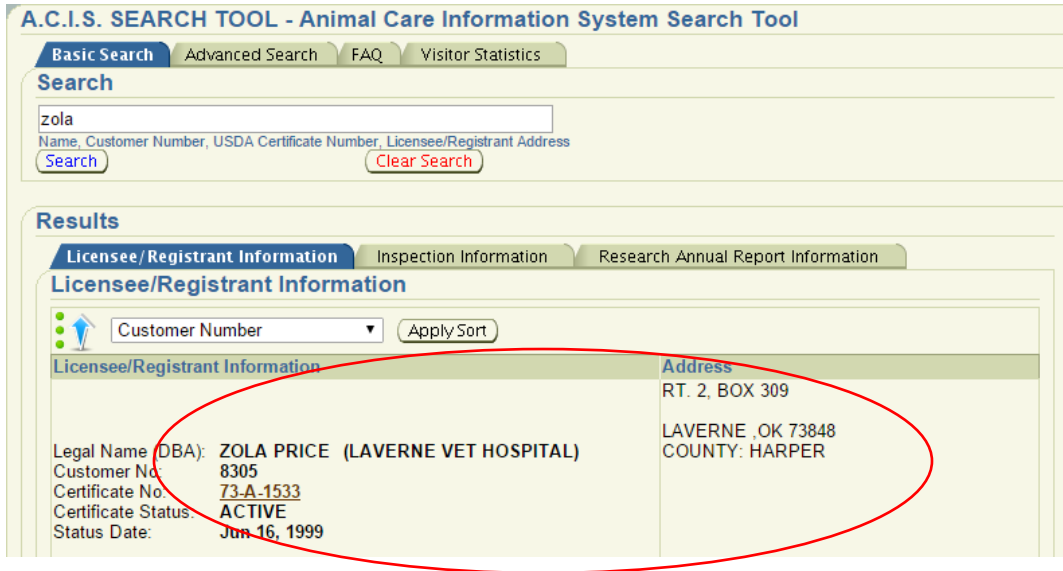 A.C.I.S. SEARCH TOOL - Animal Care Information System Search Tool
Basic Search Advanced Search FAQ Visitor Statistics
Search
zola
Name, Customer Number, USDA Certificate Number, Licensee/Registrant Address
Search Clear Search
Results
Licensee/Registrant Information Inspection Information Research Annual Report Information
Licensee/Registrant Information
Customer Number Apply Sort
Licensee/Registrant Information Address
RT. 2, BOX 309
LAVERNE ,OK 73848
Legal Name (DBA): ZOLA PRICE (LAVERNE VET HOSPITAL) COUNTY: HARPER
Customer No: 8305
Certificate No: 73-A-1533
Certificate Status: ACTIVE
Status Date: Jun 16, 1999